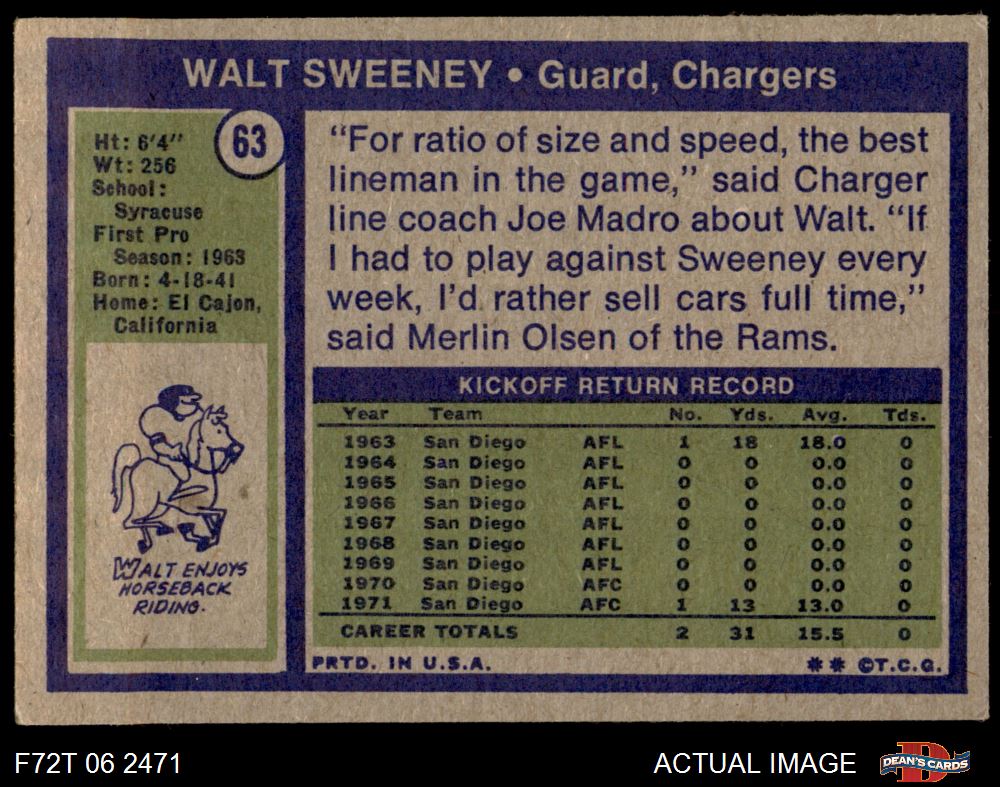 WALT SWEENEY • Guard, Chargers
63
Ht: 6'4"
Wt: 256
School:
Syracuse
First Pro
Season: 1963
Born: 4-18-41
Home: El Cajon,
California
WALT ENJOYS
HORSEBACK
RIDING.
“For ratio of size and speed, the best
lineman in the game,” said Charger
line coach Joe Madro about Walt. “If
I had to play against Sweeney every
week, I’d rather sell cars full time,”
said Merlin Olsen of the Rams.
KICKOFF RETURN RECORD
Year Team No. Yds. Avg. Tds.
1963 San Diego AFL 1 18 18.0 0
1964 San Diego AFL 0 0 0.0 0
1965 San Diego AFL 0 0 0.0 0
1966 San Diego AFL 0 0 0.0 0
1967 San Diego AFL 0 0 0.0 0
1968 San Diego AFL 0 0 0.0 0
1969 San Diego AFL 0 0 0.0 0
1970 San Diego AFC 0 0 0.0 0
1971 San Diego AFC 1 13 13.0 0
CAREER TOTALS 2 31 15.5 0
PRTD. IN U.S.A. ** ©T.C.G.
F72T 06 2471
ACTUAL IMAGE
D
DEAN'S CARDS